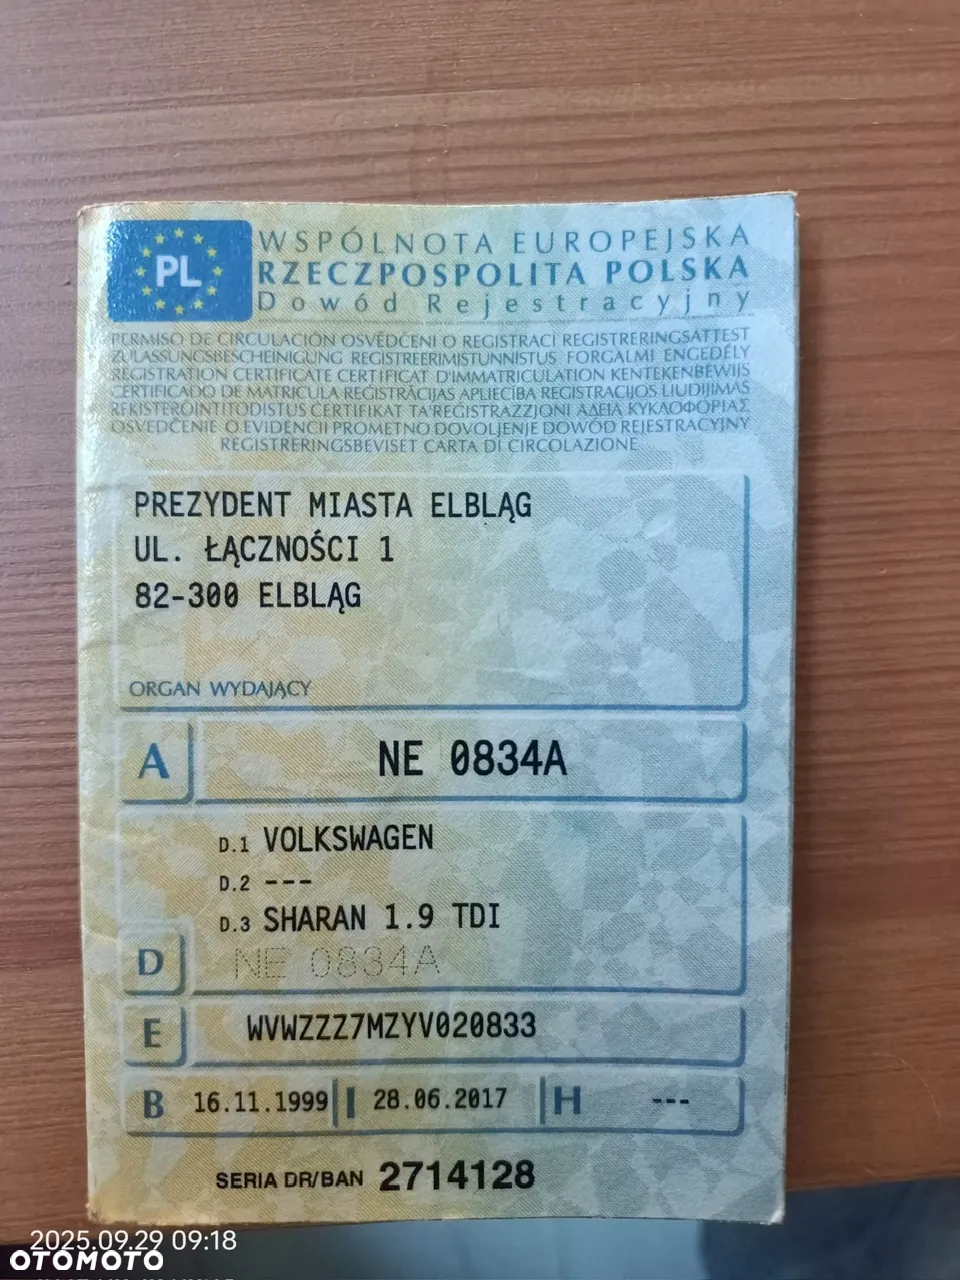 PL
WSPÓLNOTA EUROPEJSKA
RZECZPOSPOLITA POLSKA
Dowód Rejestracyjny
PERMISO DE CIRCULACIÓN OSVĚDČENÍ O REGISTRACI REGISTRERINGSATTEST
ZULASSUNGSBESCHEINIGUNG REGISTREERIMISTUNNISTUS FORGALMI ENGEDÉLY
REGISTRATION CERTIFICATE CERTIFICAT D'IMMATRICULATION KENTEKENBEWIJS
CERTIFICADO DE MATRICULA REGISTRĀCIJAS APLIECĪBA REGISTRACIJOS LIUDIJIMAS
REKISTERÖINTITODISTUS ĊERTIFIKAT TA'REĠISTRAZZJONI ΑΔΕΙΑ ΚΥΚΛΟΦΟΡΙΑΣ
OSVEDČENIE O EVIDENCII PROMETNO DOVOLJENJE DOWÓD REJESTRACYJNY
REGISTRERINGSBEVISET CARTA DI CIRCOLAZIONE
PREZYDENT MIASTA ELBLĄG
UL. ŁĄCZNOŚCI 1
82-300 ELBLĄG
ORGAN WYDAJĄCY
A NE 0834A
D.1 VOLKSWAGEN
D.2 ---
D.3 SHARAN 1.9 TDI
D NE 0834A
E WVWZZZ7MZYV020833
B 16.11.1999 I 28.06.2017 H ---
SERIA DR/BAN 2714128
2025.09.29 09:18
OTOMOTO